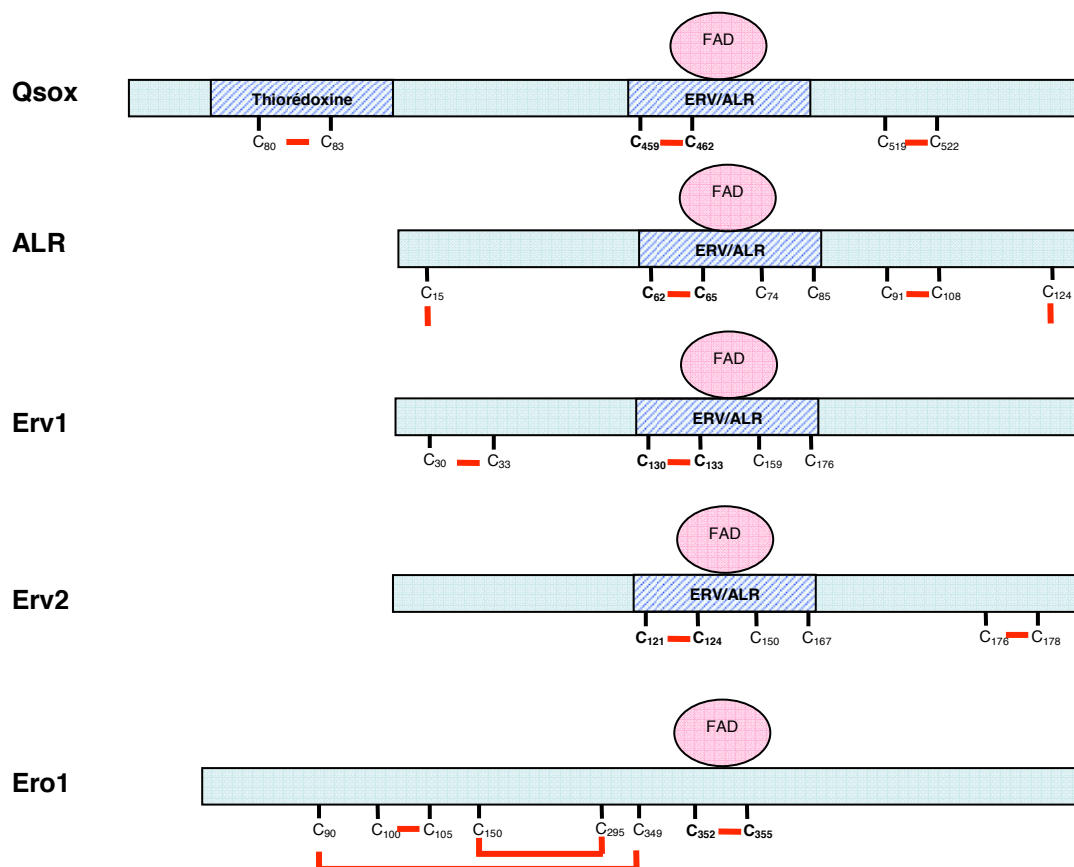 FAD
Qsox
Thiorédoxine ERV/ALR
C80 C83 C459 C462 C519 C522
FAD
ALR
ERV/ALR
C15 C62 C65 C74 C85 C91 C108 C124
FAD
Erv1
ERV/ALR
C30 C33 C130 C133 C159 C176
FAD
Erv2
ERV/ALR
C121 C124 C150 C167 C176 C178
FAD
Ero1
C90 C100 C105 C150 C295 C349 C352 C355